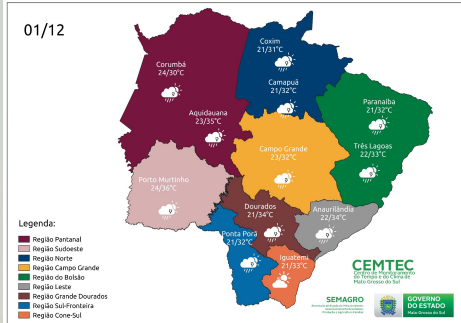 01/12
Coxim
21/31°C
Corumbá
24/30°C
Camapuã
21/32°C
Paranaíba
21/32°C
Aquidauana
23/35°C
Campo Grande
23/32°C
Três Lagoas
22/33°C
Porto Murtinho
24/36°C
Dourados
21/34°C
Anaurilândia
22/34°C
Ponta Porã
21/32°C
Iguatemi
21/33°C
Legenda:
Região Pantanal
Região Sudoeste
Região Norte
Região Campo Grande
Região do Bolsão
Região Leste
Região Grande Dourados
Região Sul-Fronteira
Região Cone-Sul
CEMTEC
Centro de Monitoramento
do Tempo e do Clima de
Mato Grosso do Sul
SEMAGRO
GOVERNO
DO ESTADO
Mato Grosso do Sul